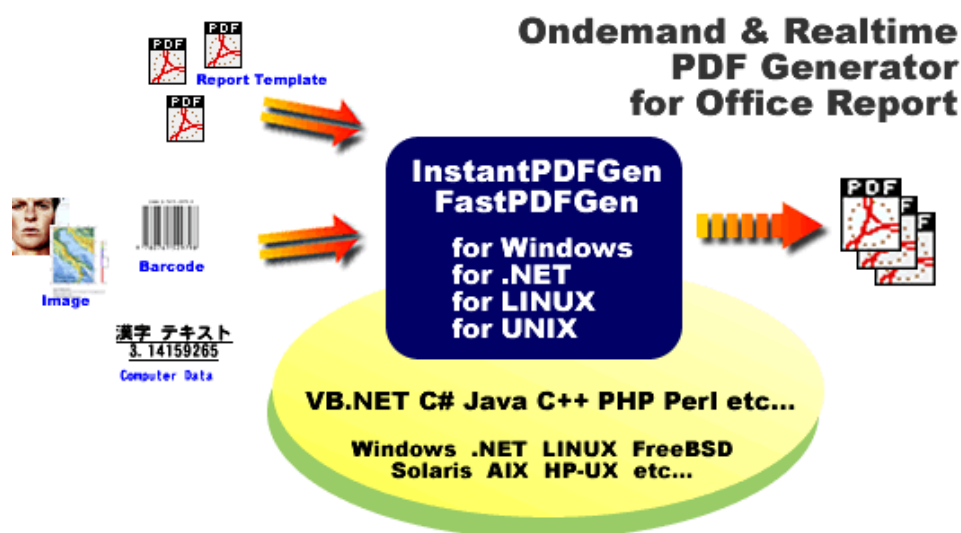 Ondemand & Realtime
PDF Generator
for Office Report
PDF
PDF
Report Template
PDF
InstantPDFGen
FastPDFGen
for Windows
for .NET
for LINUX
for UNIX
PDF
Barcode
Image
漢字 テキスト
3.14159265
Computer Data
VB.NET C# Java C++ PHP Perl etc...
Windows .NET LINUX FreeBSD
Solaris AIX HP-UX etc...